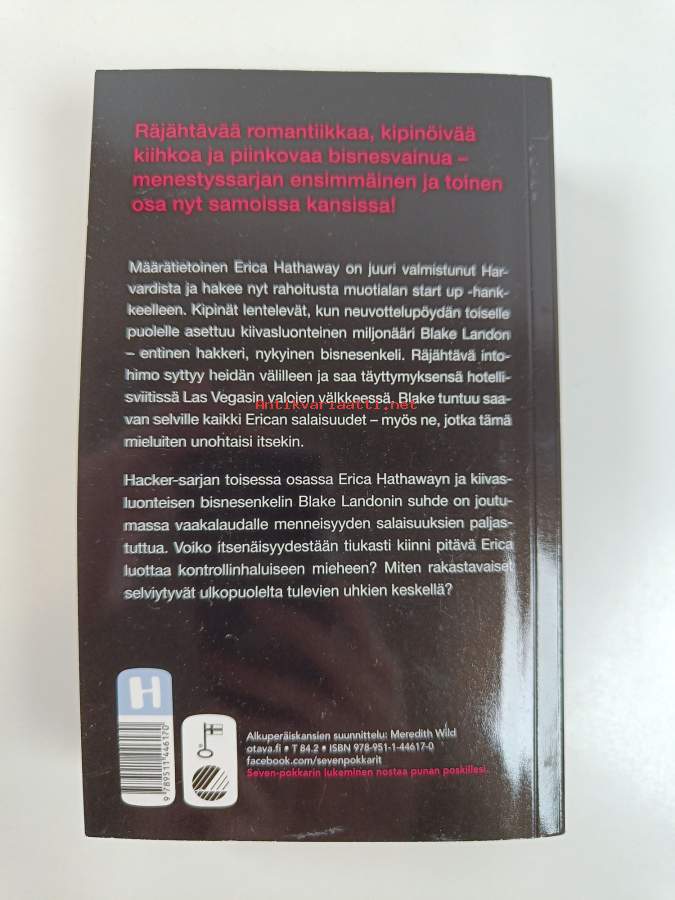 Räjähtävää romantiikkaa, kipinöivää
kiihkoa ja piinkovaa bisnesvainua –
menestyssarjan ensimmäinen ja toinen
osa nyt samoissa kansissa!
Määrätietoinen Erica Hathaway on juuri valmistunut Har-
vardista ja hakee nyt rahoitusta muotialan start up -hank-
keelleen. Kipinät lentelevät, kun neuvottelupöydän toiselle
puolelle asettuu kiivasluonteinen miljonääri Blake Landon
– entinen hakkeri, nykyinen bisnesenkeli. Räjähtävä into-
himo syttyy heidän välilleen ja saa täyttymyksensä hotelli-
sviitissä Las Vegasin valojen välkkeessä. Blake tuntuu saa-
Antikvariaatti.net
van selville kaikki Erican salaisuudet – myös ne, jotka tämä
mieluiten unohtaisi itsekin.
Hacker-sarjan toisessa osassa Erica Hathawayn ja kiivas-
luonteisen bisnesenkelin Blake Landonin suhde on joutu-
massa vaakalaudalle menneisyyden salaisuuksien paljas-
tuttua. Voiko itsenäisyydestään tiukasti kiinni pitävä Erica
luottaa kontrollinhaluiseen mieheen? Miten rakastavaiset
selviytyvät ulkopuolelta tulevien uhkien keskellä?
H
9 789511 446170
Alkuperäiskansien suunnittelu: Meredith Wild
otava.fi • T 84.2 • ISBN 978-951-1-44617-0
facebook.com/sevenpokkarit
Seven-pokkarin lukeminen nostaa punan poskillesi.